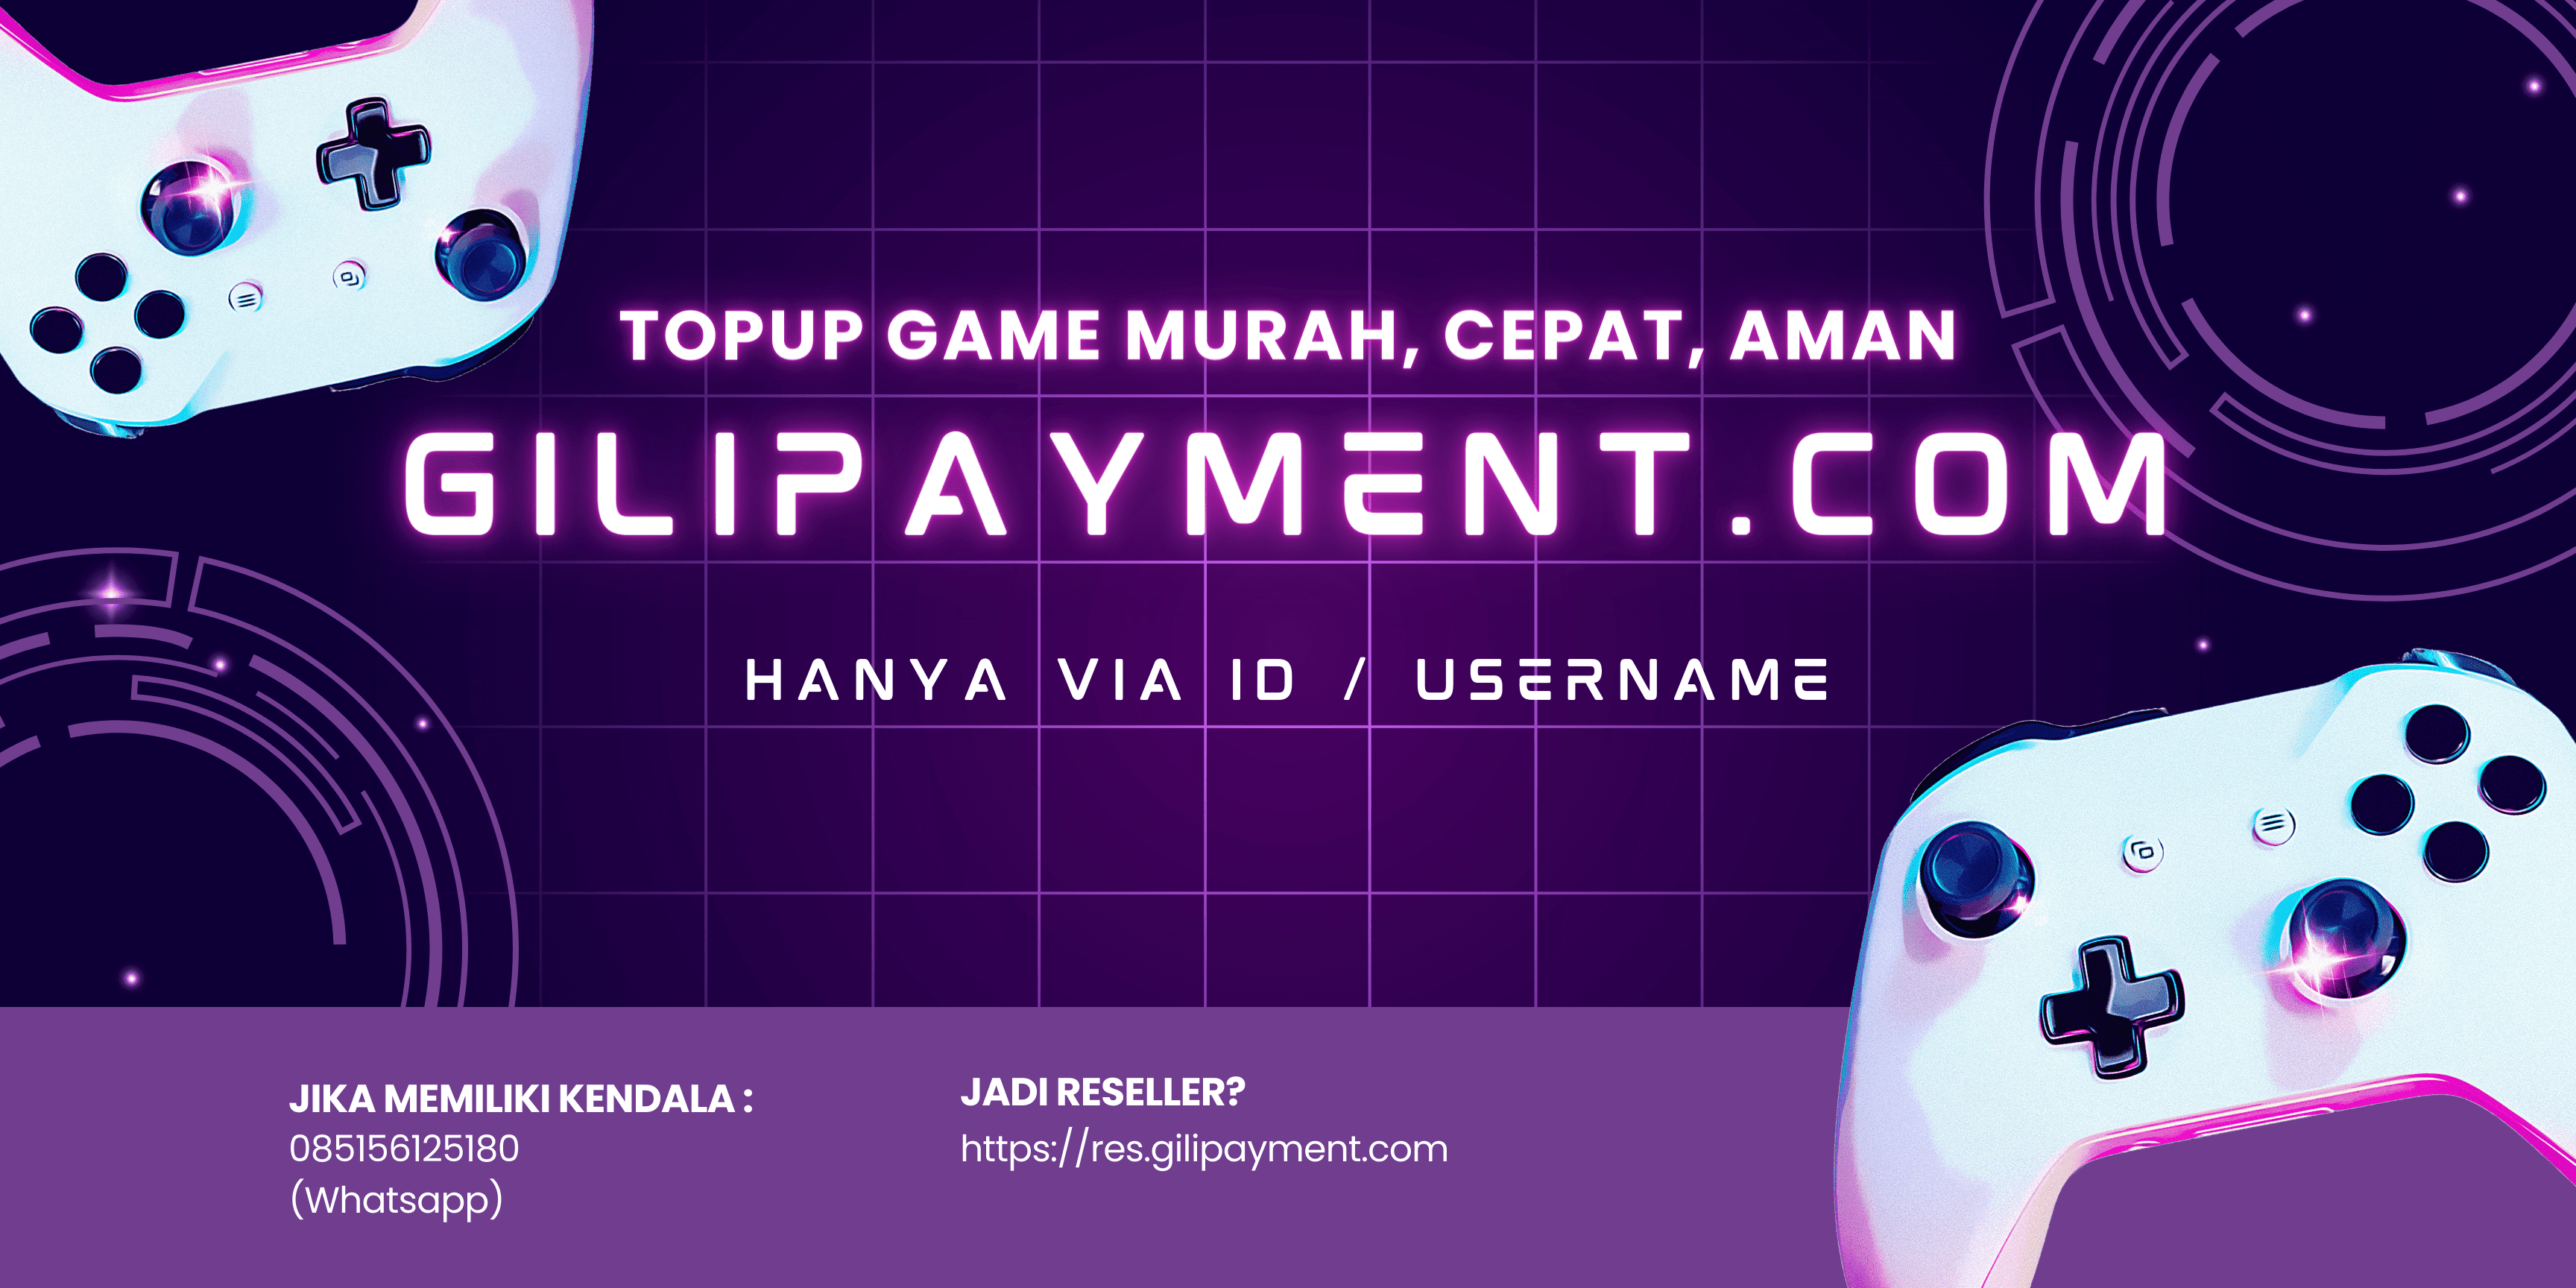 TOPUP GAME MURAH, CEPAT, AMAN
GILIPAYMENT.COM
HANYA VIA ID / USERNAME
JIKA MEMILIKI KENDALA :
085156125180
(Whatsapp)
JADI RESELLER?
https://res.gilipayment.com